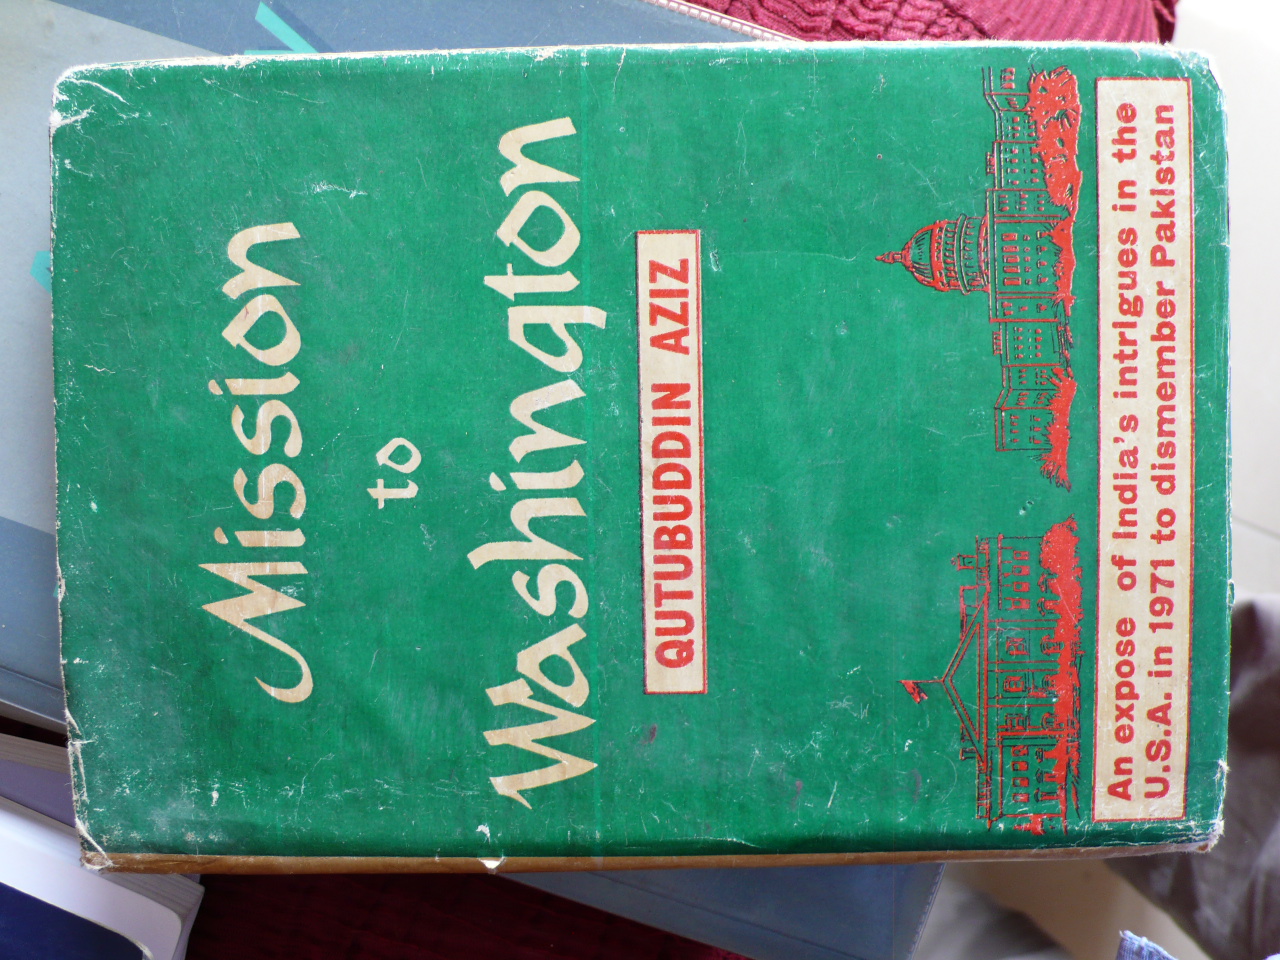 Mission
to
Washington
QUTUBUDDIN AZIZ
An expose of India's intrigues in the
U.S.A. in 1971 to dismember Pakistan